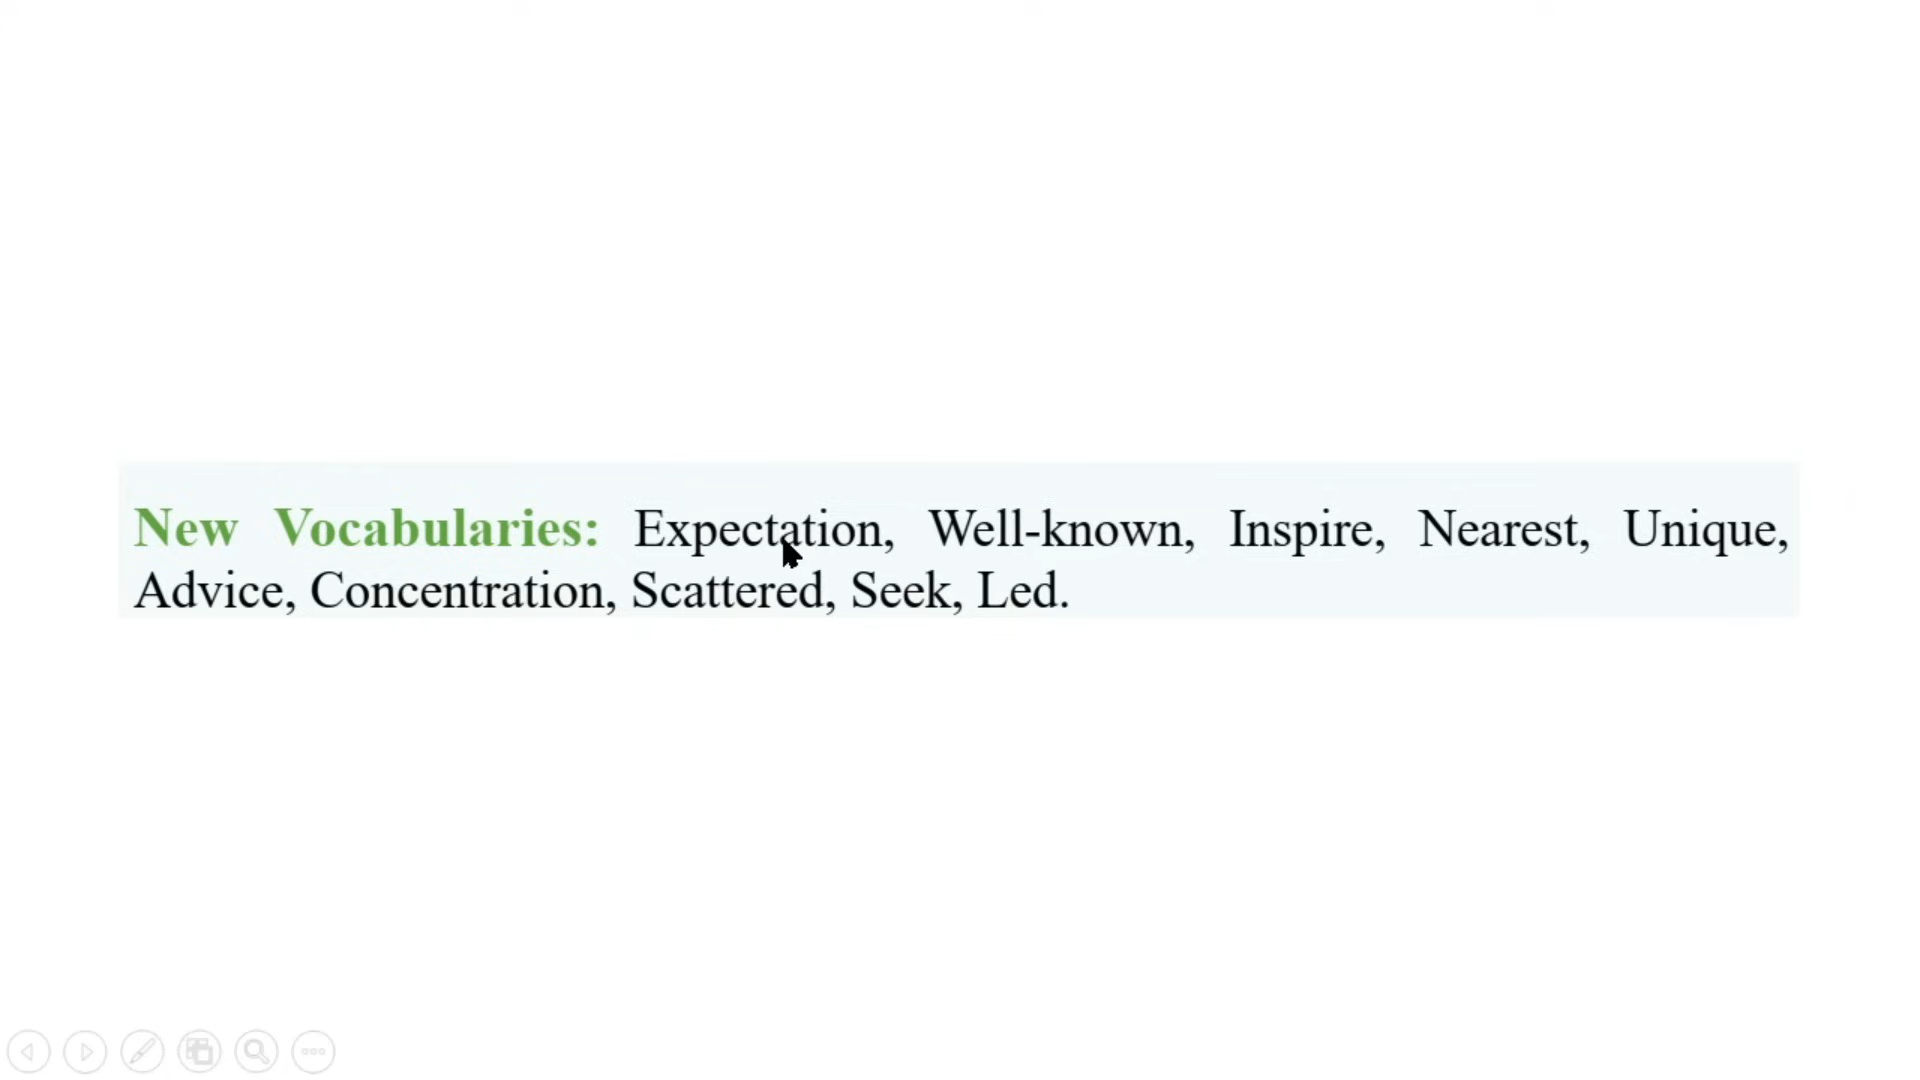 New Vocabularies: Expectation, Well-known, Inspire, Nearest, Unique,
Advice, Concentration, Scattered, Seek, Led.